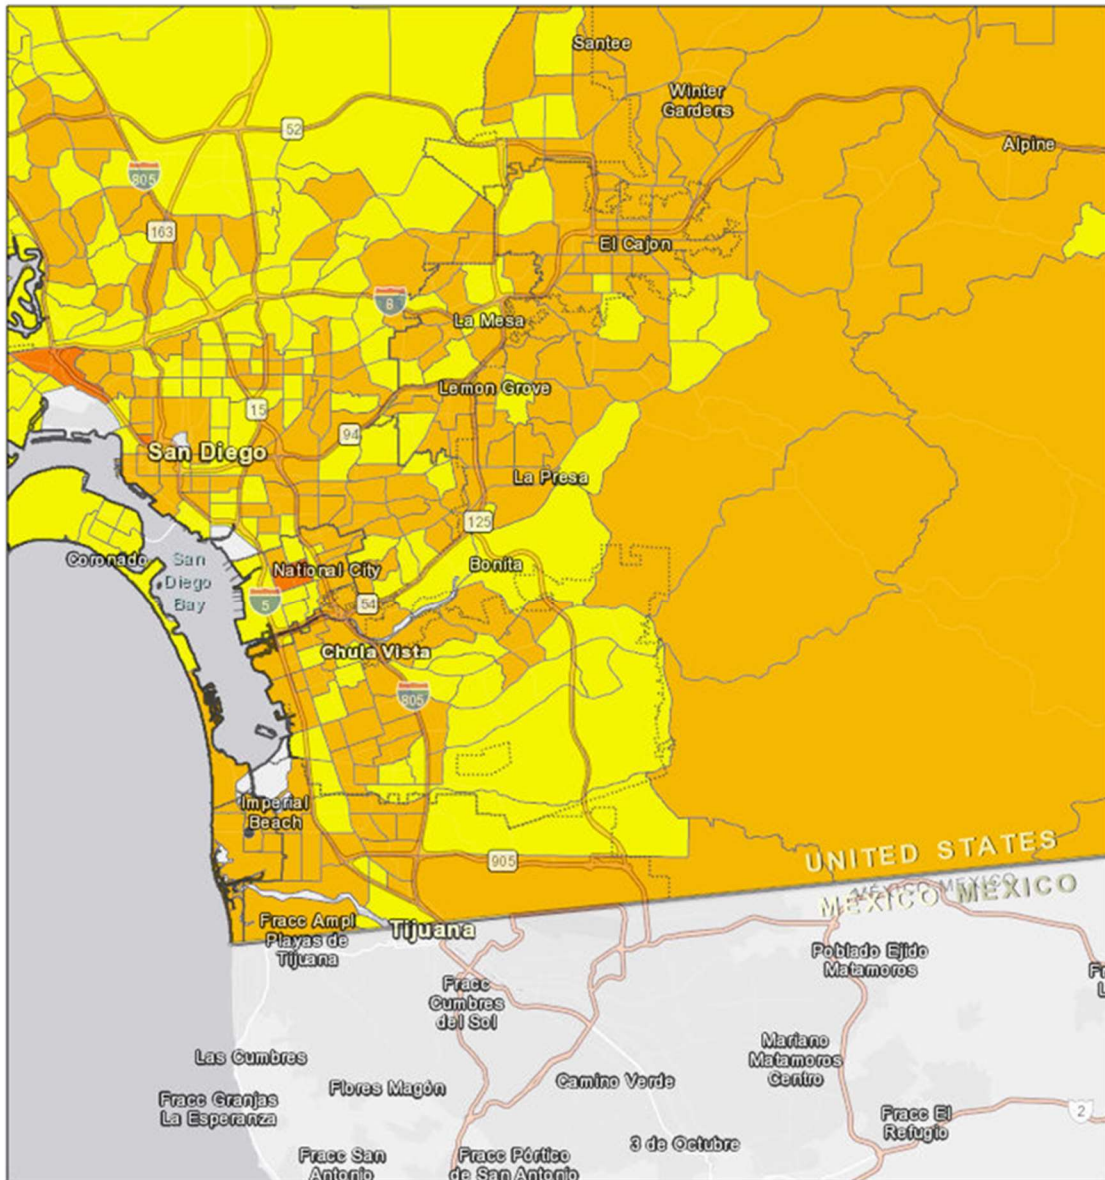 Santee
Winter
Gardens
52
Alpine
805
163
El Cajon
8
La Mesa
Lemon Grove
15
94
San Diego
La Presa
125
Coronado
San
Diego
Bay
National City
Bonita
5
54
Chula Vista
805
Imperial
Beach
905
UNITED STATES
MÉXICO MEXICO
MÉXICO MEXICO
Fracc Ampl
Playas de
Tijuana
Tijuana
Poblado Ejido
Matamoros
Fracc
Cumbres
del Sol
Las Cumbres
Flores Magón
Camino Verde
Mariano
Matamoros
Centro
Fracc Granjas
La Esperanza
2
Fracc El
Refugio
3 de Octubre
Fracc San
Antonio
Fracc Pórtico
de San Antonio